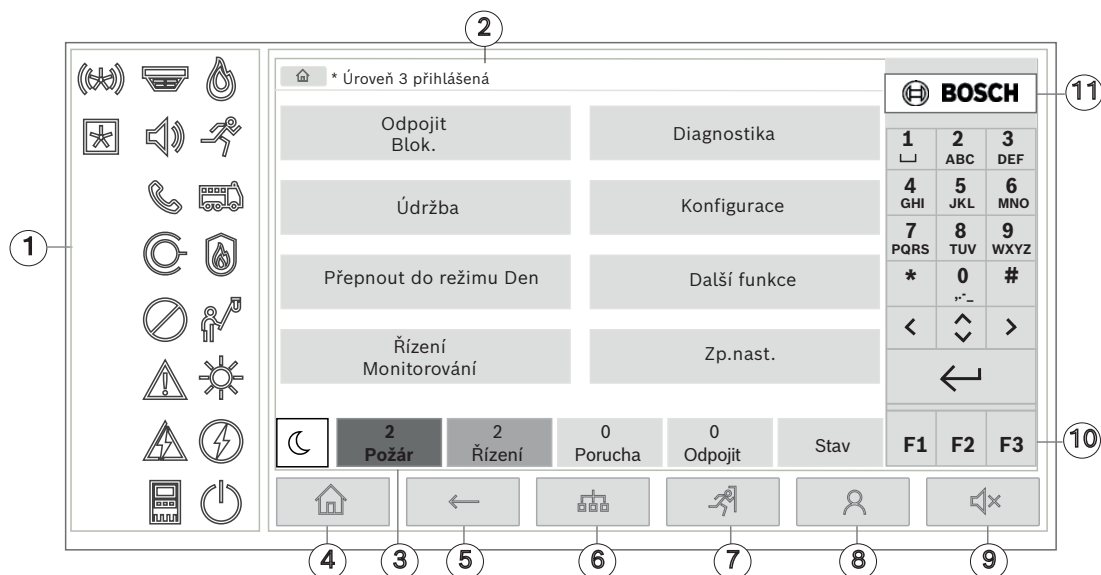 2
* Úroveň 3 přihlášená
BOSCH
11
Odpojit
Blok.
Diagnostika
1
2
ABC
3
DEF
Údržba
Konfigurace
4
GHI
5
JKL
6
MNO
1
7
PQRS
8
TUV
9
WXYZ
Přepnout do režimu Den
Další funkce
*
0
,.-_
#
Řízení
Monitorování
Zp.nast.
<
>
2
Požár
2
Řízení
0
Porucha
0
Odpojit
Stav
F1
F2
F3
10
4
3
5
6
7
8
9